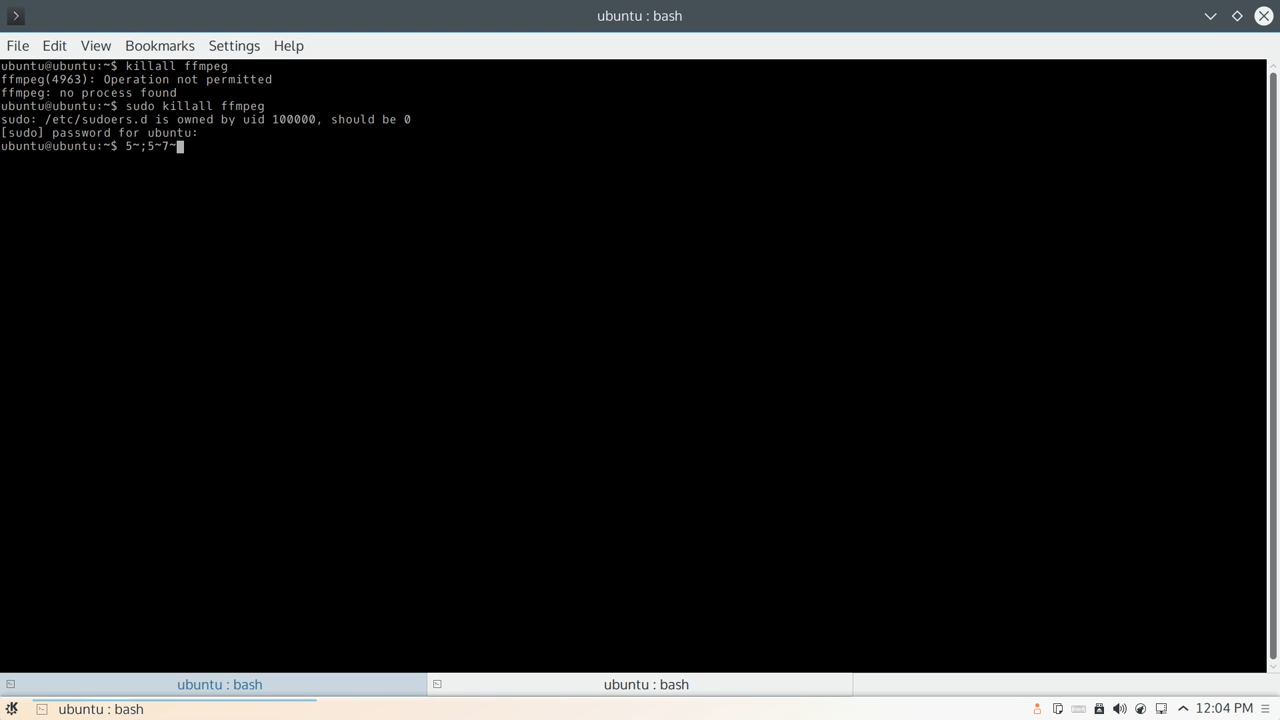 ubuntu : bash
File Edit View Bookmarks Settings Help
ubuntu@ubuntu:~$ killall ffmpeg
ffmpeg(4963): Operation not permitted
ffmpeg: no process found
ubuntu@ubuntu:~$ sudo killall ffmpeg
sudo: /etc/sudoers.d is owned by uid 100000, should be 0
[sudo] password for ubuntu:
ubuntu@ubuntu:~$ 5~;5~7~
ubuntu : bash ubuntu : bash
ubuntu : bash 12:04 PM